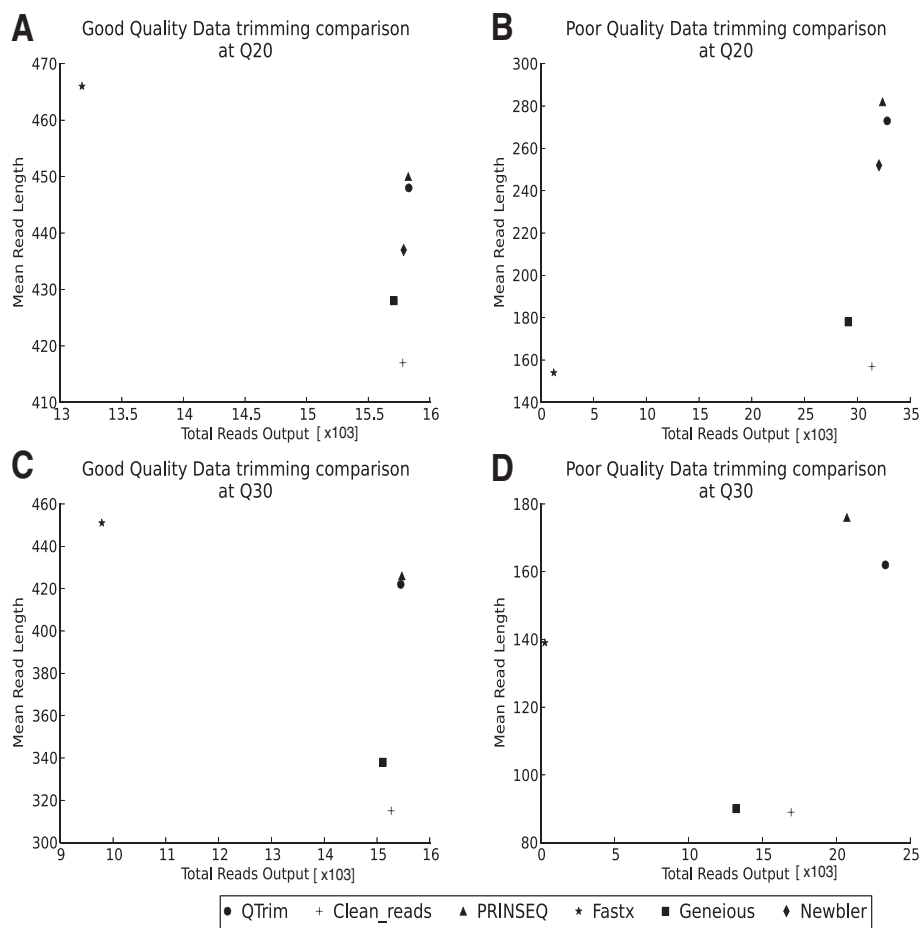 A
Good Quality Data trimming comparison
at Q20
470
460
450
440
430
420
410
Mean Read Length
13
13.5
14
14.5
15
15.5
16
Total Reads Output [ x103]
B
Poor Quality Data trimming comparison
at Q20
300
280
260
240
220
200
180
160
140
Mean Read Length
0
5
10
15
20
25
30
35
Total Reads Output [ x103]
C
Good Quality Data trimming comparison
at Q30
460
440
420
400
380
360
340
320
300
Mean Read Length
9
10
11
12
13
14
15
16
Total Reads Output [ x103]
D
Poor Quality Data trimming comparison
at Q30
180
160
140
120
100
80
Mean Read Length
0
5
10
15
20
25
Total Reads Output [ x103]
QTrim Clean_reads PRINSEQ Fastx Geneious Newbler